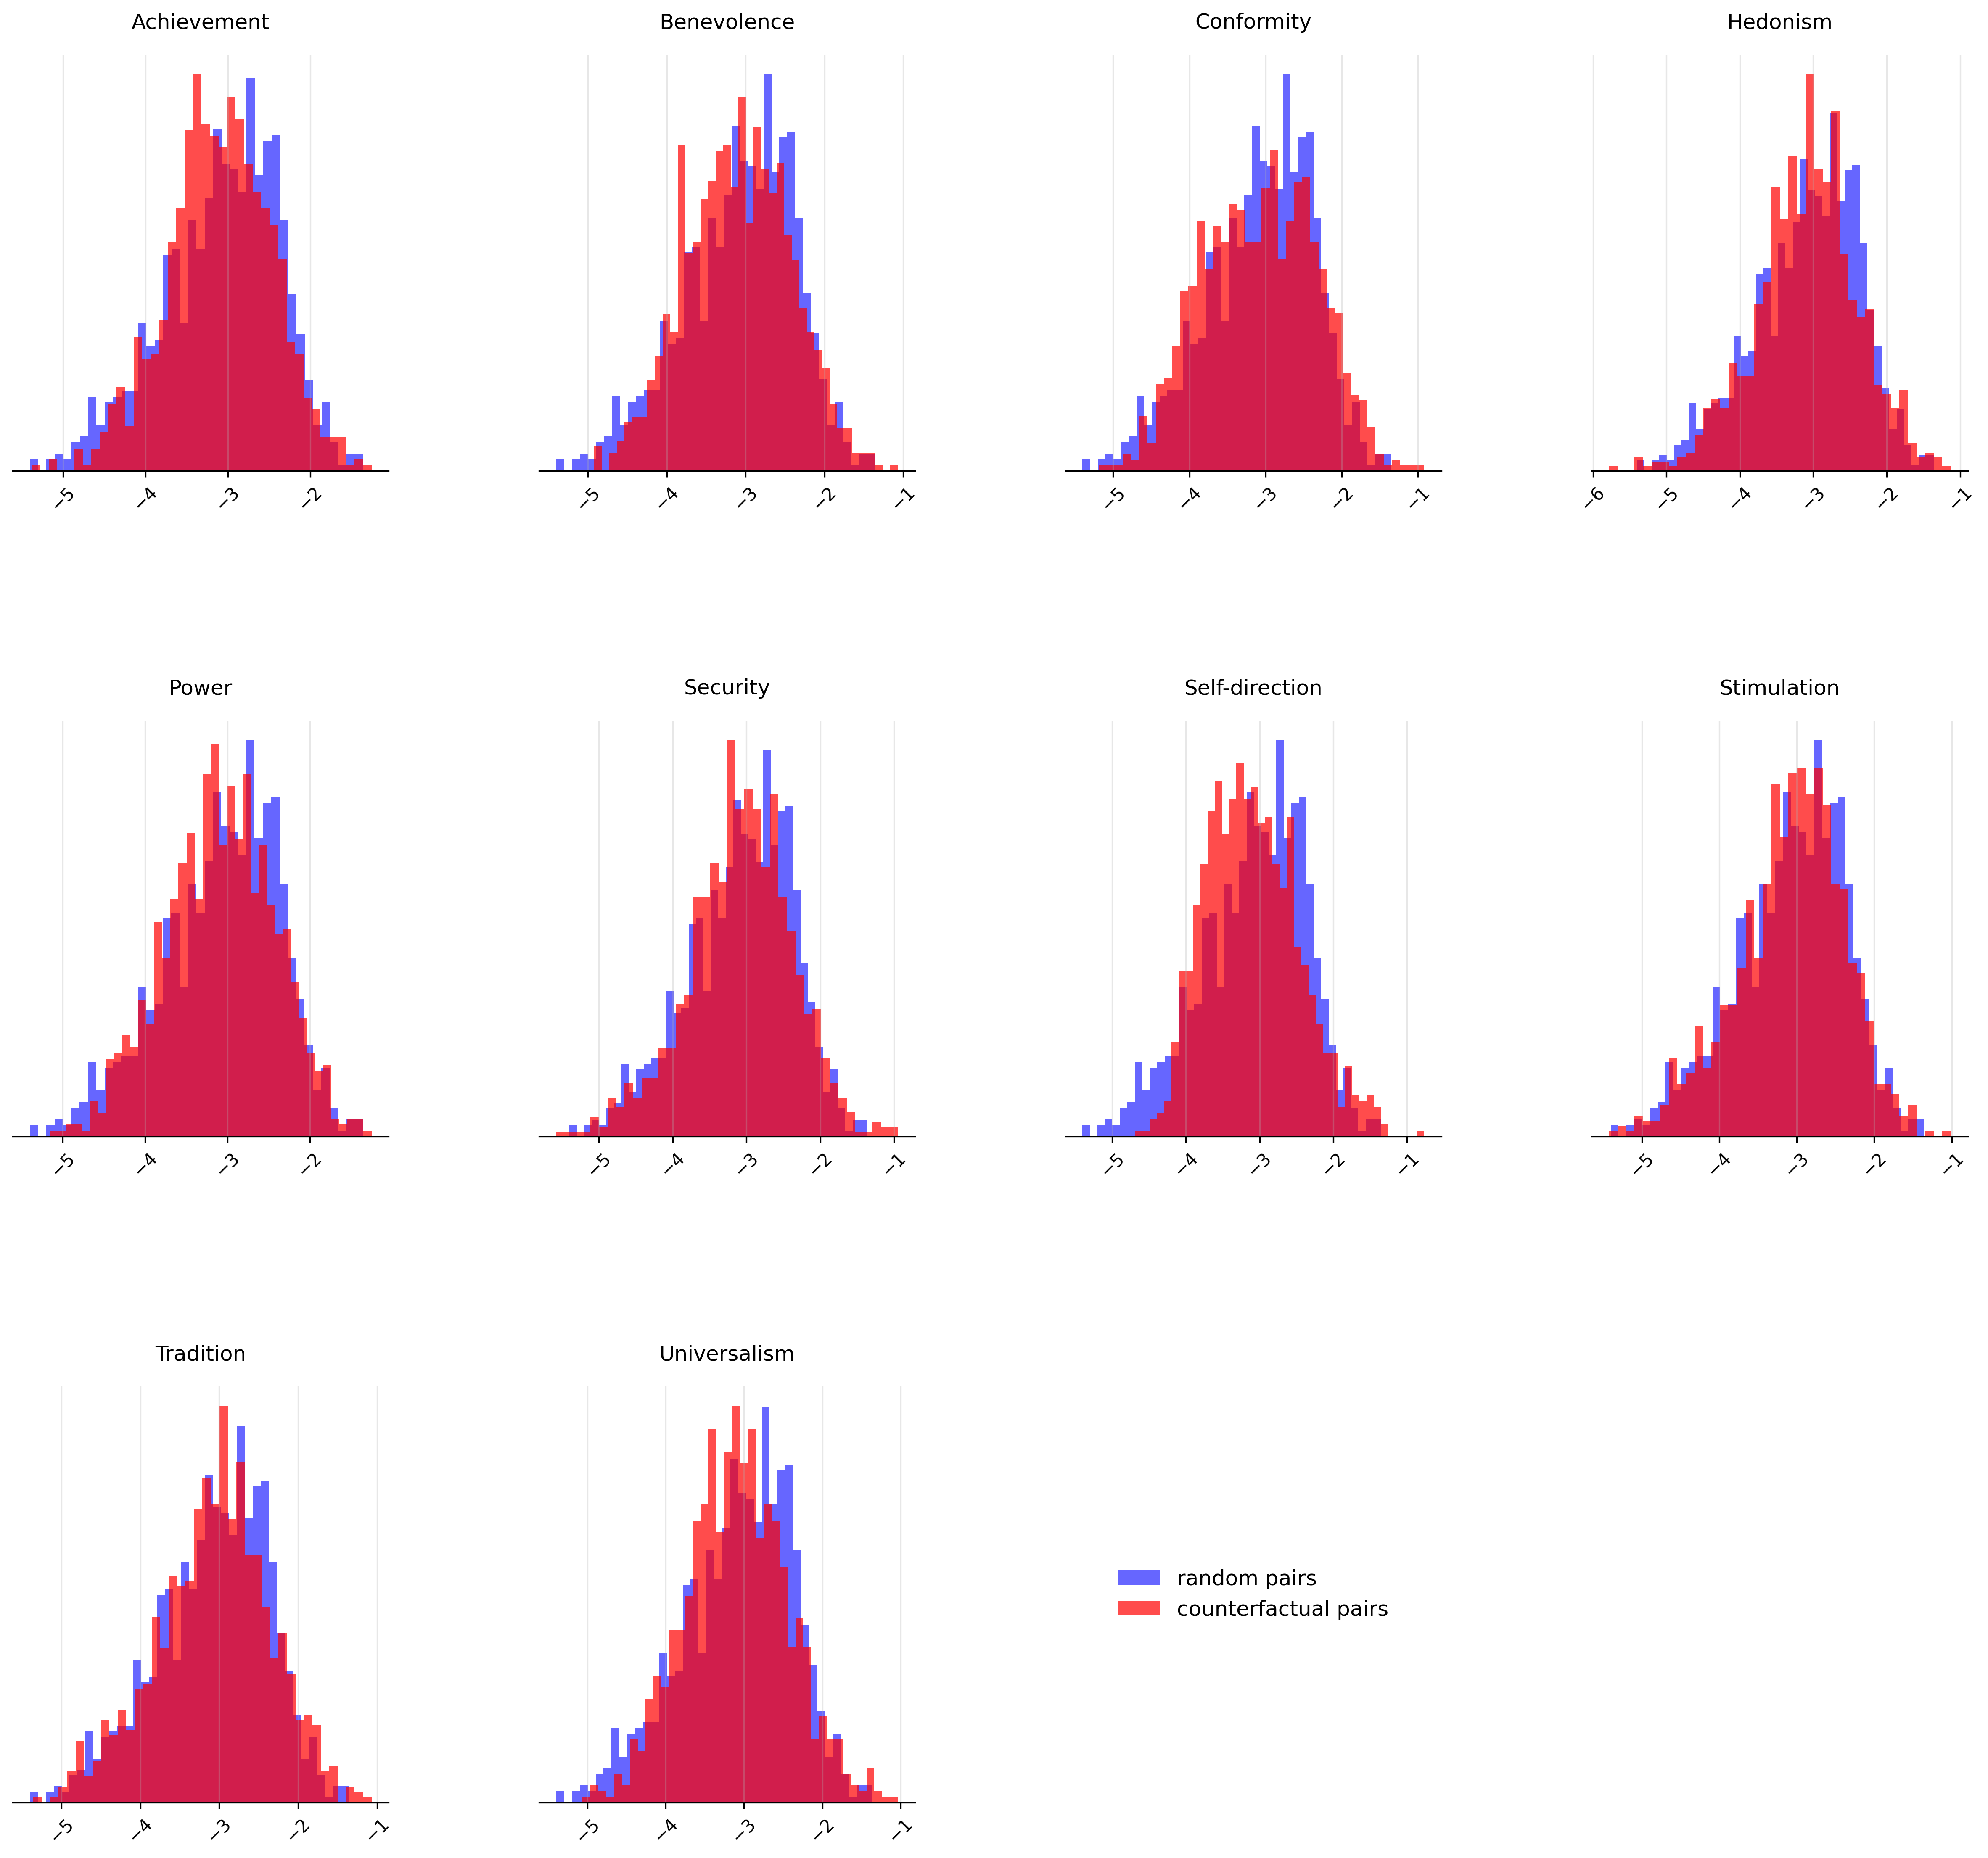 Achievement
Benevolence
Conformity
Hedonism
−5 −4 −3 −2
−5 −4 −3 −2 −1
−5 −4 −3 −2 −1
−6 −5 −4 −3 −2 −1
Power
Security
Self-direction
Stimulation
−5 −4 −3 −2
−5 −4 −3 −2 −1
−5 −4 −3 −2 −1
−5 −4 −3 −2 −1
Tradition
Universalism
random pairs
counterfactual pairs
−5 −4 −3 −2 −1
−5 −4 −3 −2 −1